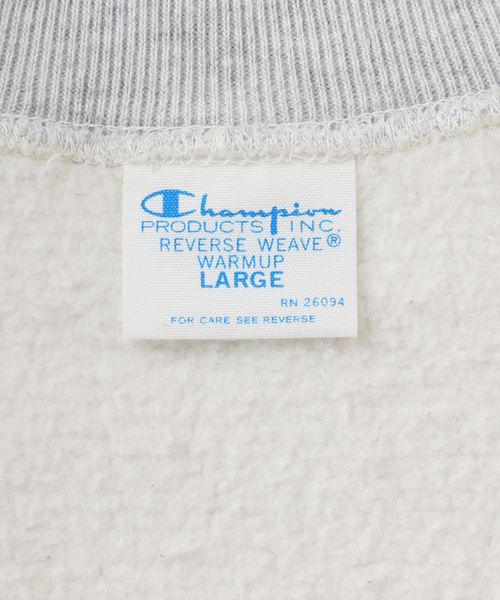 Champion
PRODUCTS INC.
REVERSE WEAVE®
WARMUP
LARGE
RN 26094
FOR CARE SEE REVERSE